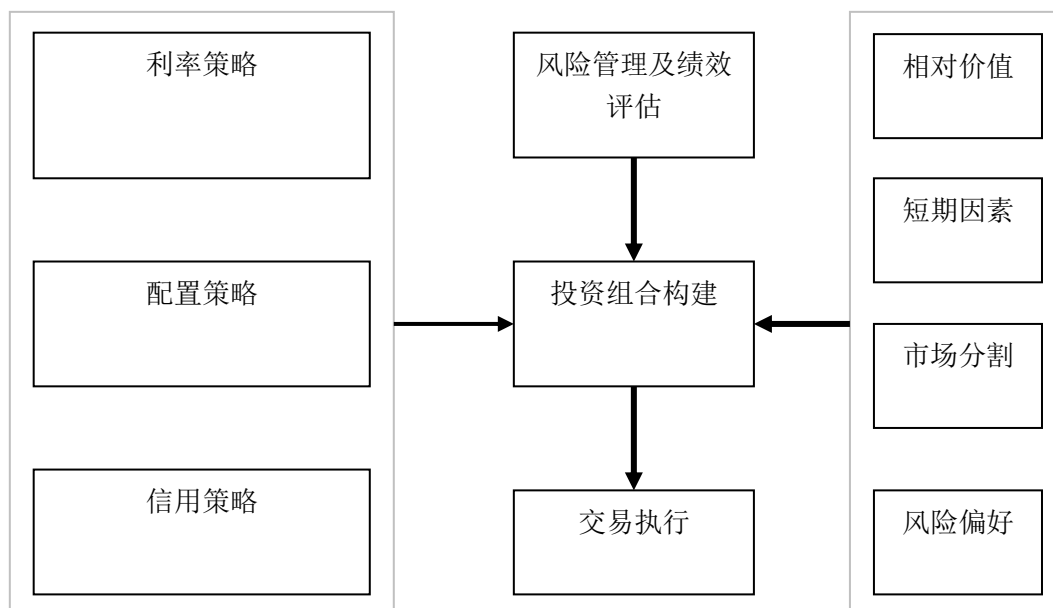 利率策略
配置策略
信用策略
风险管理及绩效
评估
投资组合构建
交易执行
相对价值
短期因素
市场分割
风险偏好